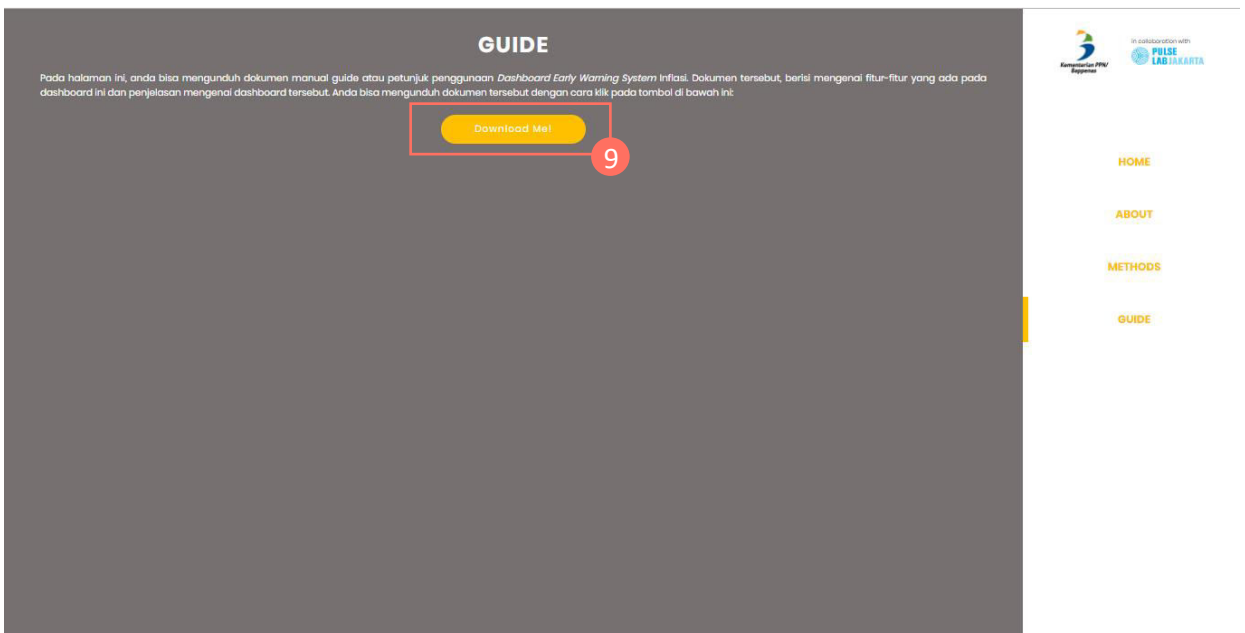 GUIDE
Pada halaman ini, anda bisa mengunduh dokumen manual guide atau petunjuk penggunaan Dashboard Early Warning System Inflasi. Dokumen tersebut, berisi mengenai fitur-fitur yang ada pada
dashboard ini dan penjelasan mengenai dashboard tersebut. Anda bisa mengunduh dokumen tersebut dengan cara klik pada tombol di bawah ini:
Download Me!
9
Kementerian PPN/
Bappenas
in collaboration with
PULSE
LAB JAKARTA
HOME
ABOUT
METHODS
GUIDE